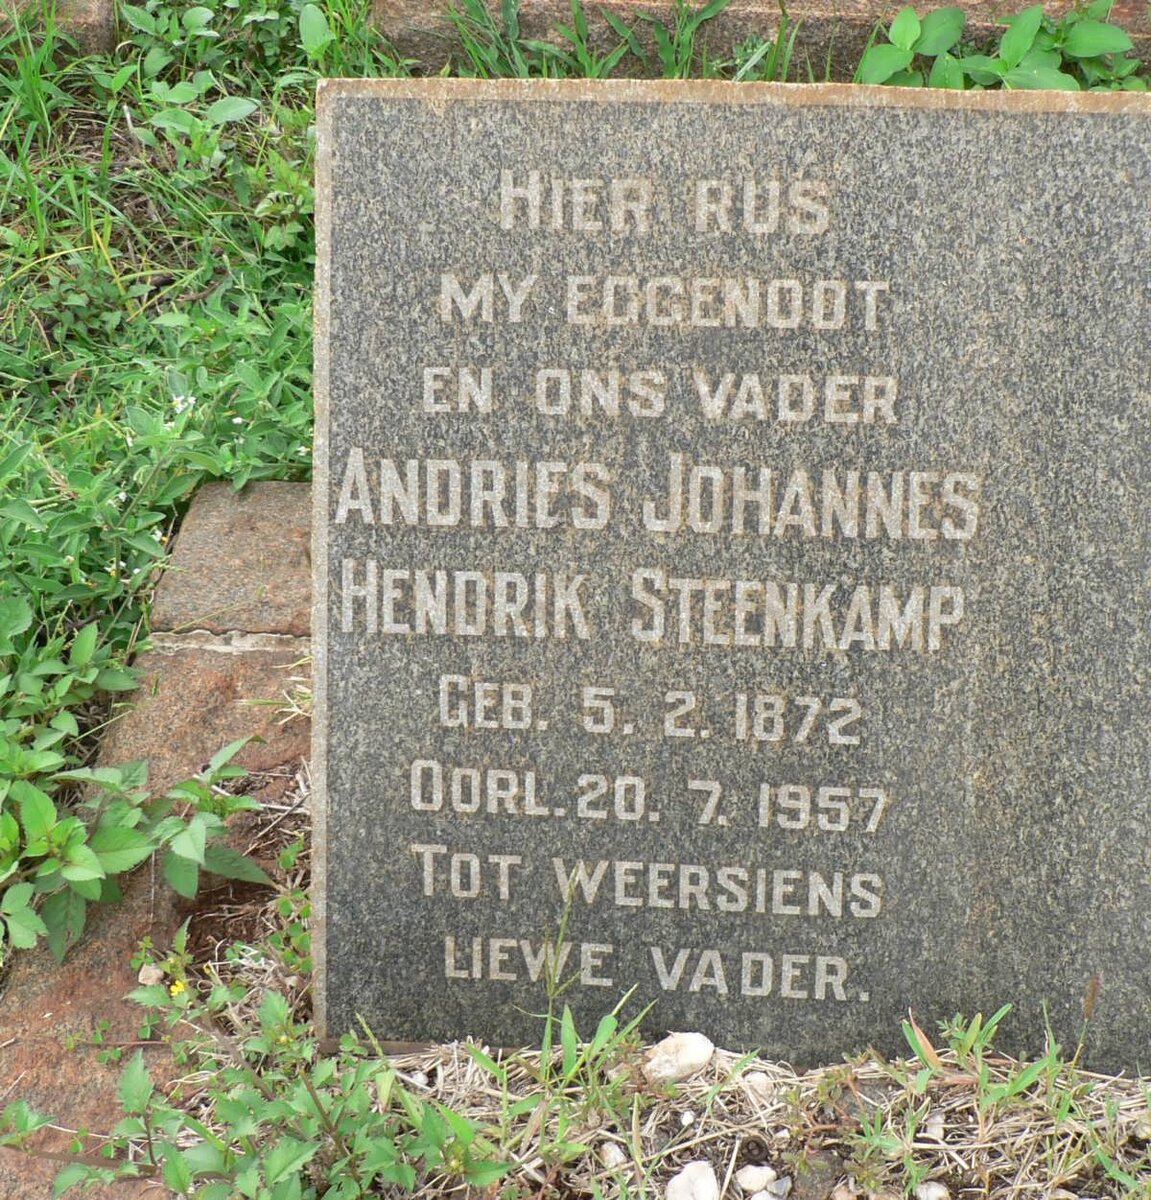 HIER RUS
MY EGGENOOT
EN ONS VADER
ANDRIES JOHANNES
HENDRIK STEENKAMP
GEB. 5. 2. 1872
OORL. 20. 7. 1957
TOT WEERSIENS
LIEWE VADER.